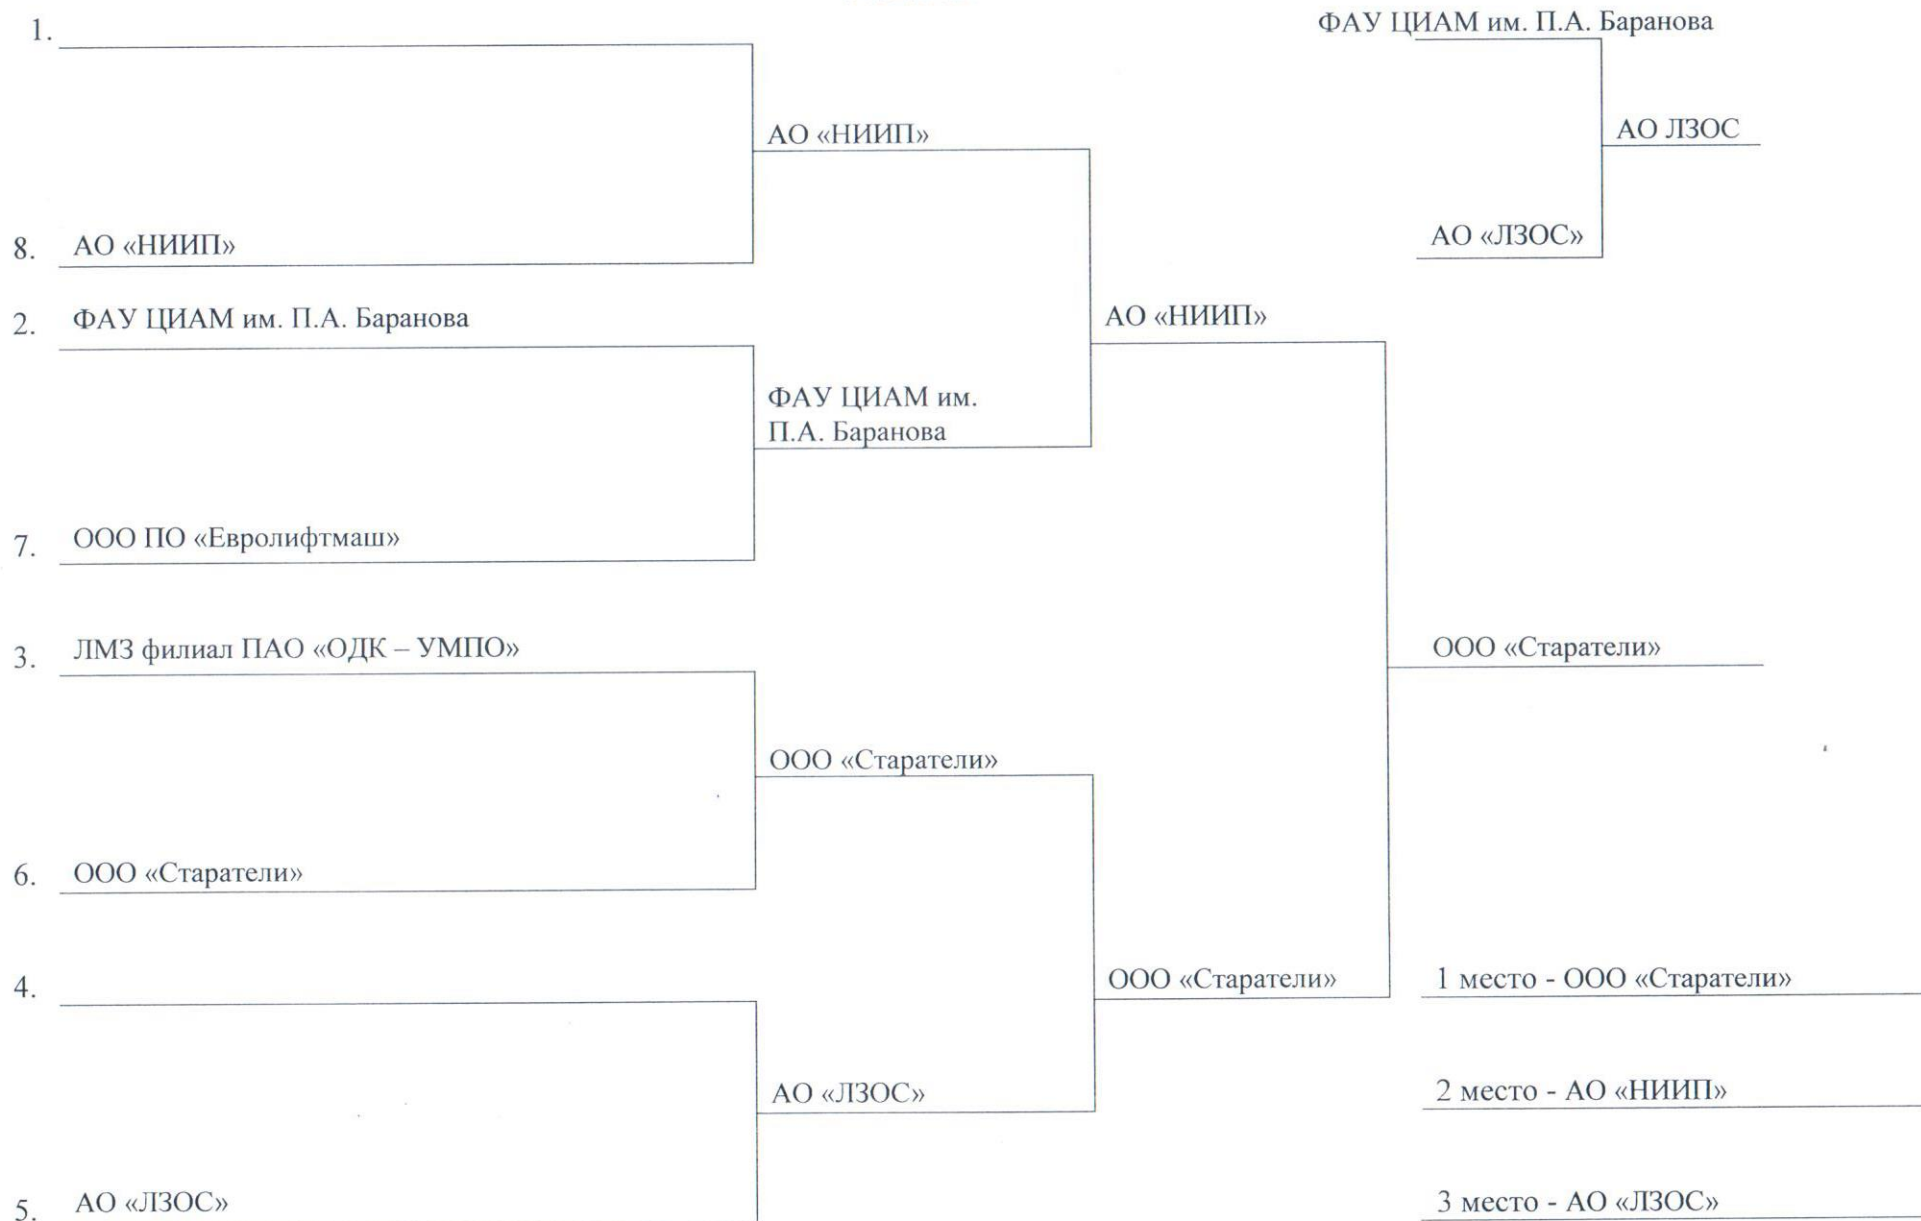 1.
ФАУ ЦИАМ им. П.А. Баранова
АО «НИИП»
АО ЛЗОС
8. АО «НИИП»
АО «ЛЗОС»
2. ФАУ ЦИАМ им. П.А. Баранова
АО «НИИП»
ФАУ ЦИАМ им.
П.А. Баранова
7. ООО ПО «Евролифтмаш»
3. ЛМЗ филиал ПАО «ОДК – УМПО»
ООО «Старатели»
ООО «Старатели»
6. ООО «Старатели»
4.
ООО «Старатели»
1 место - ООО «Старатели»
АО «ЛЗОС»
2 место - АО «НИИП»
5. АО «ЛЗОС»
3 место - АО «ЛЗОС»